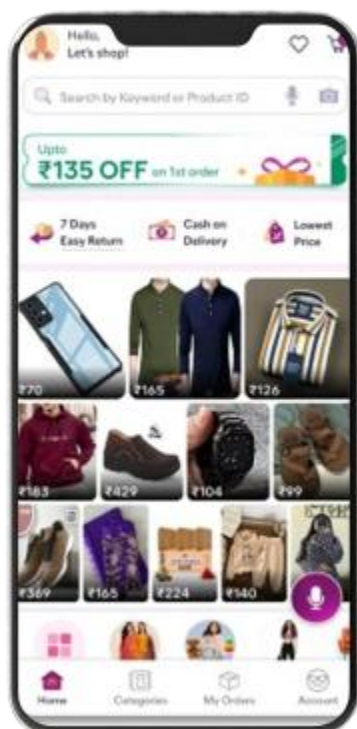 Hello,
Let's shop!
Search by Keyword or Product ID
Upto
₹135 OFF on 1st order
7 Days
Easy Return
Cash on
Delivery
Lowest
Price
₹70
₹165
₹126
₹183
₹429
₹104
₹99
₹369
₹165
₹224
₹140
Home
Categories
My Orders
Account